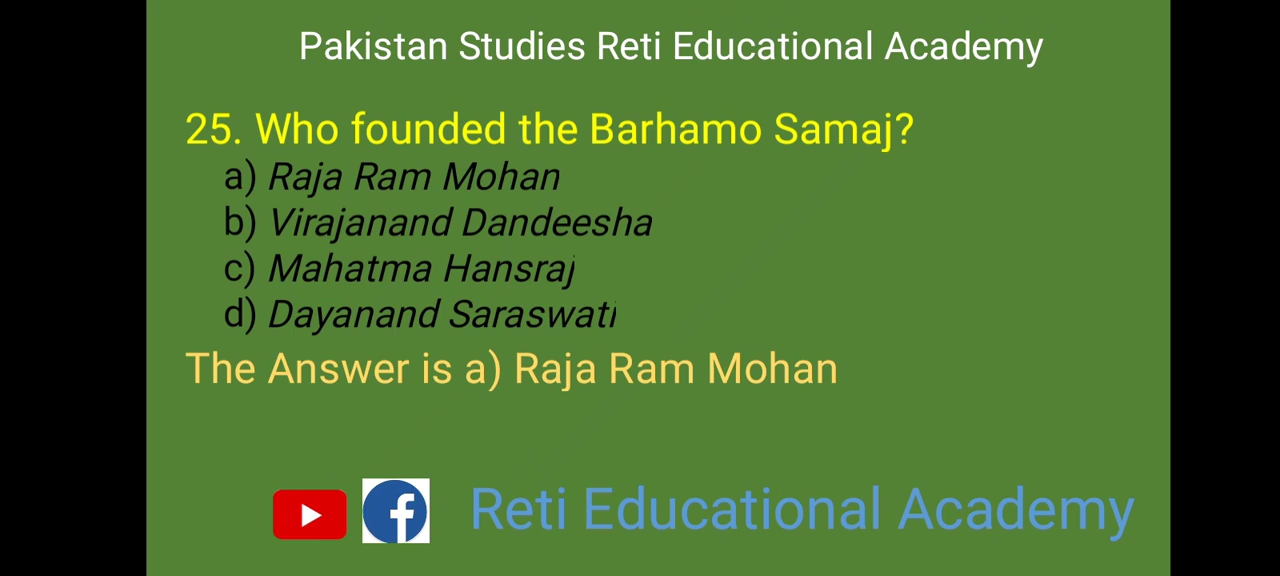 Pakistan Studies Reti Educational Academy
25. Who founded the Barhamo Samaj?
a) Raja Ram Mohan
b) Virajanand Dandeesha
c) Mahatma Hansraj
d) Dayanand Saraswati
The Answer is a) Raja Ram Mohan
Reti Educational Academy